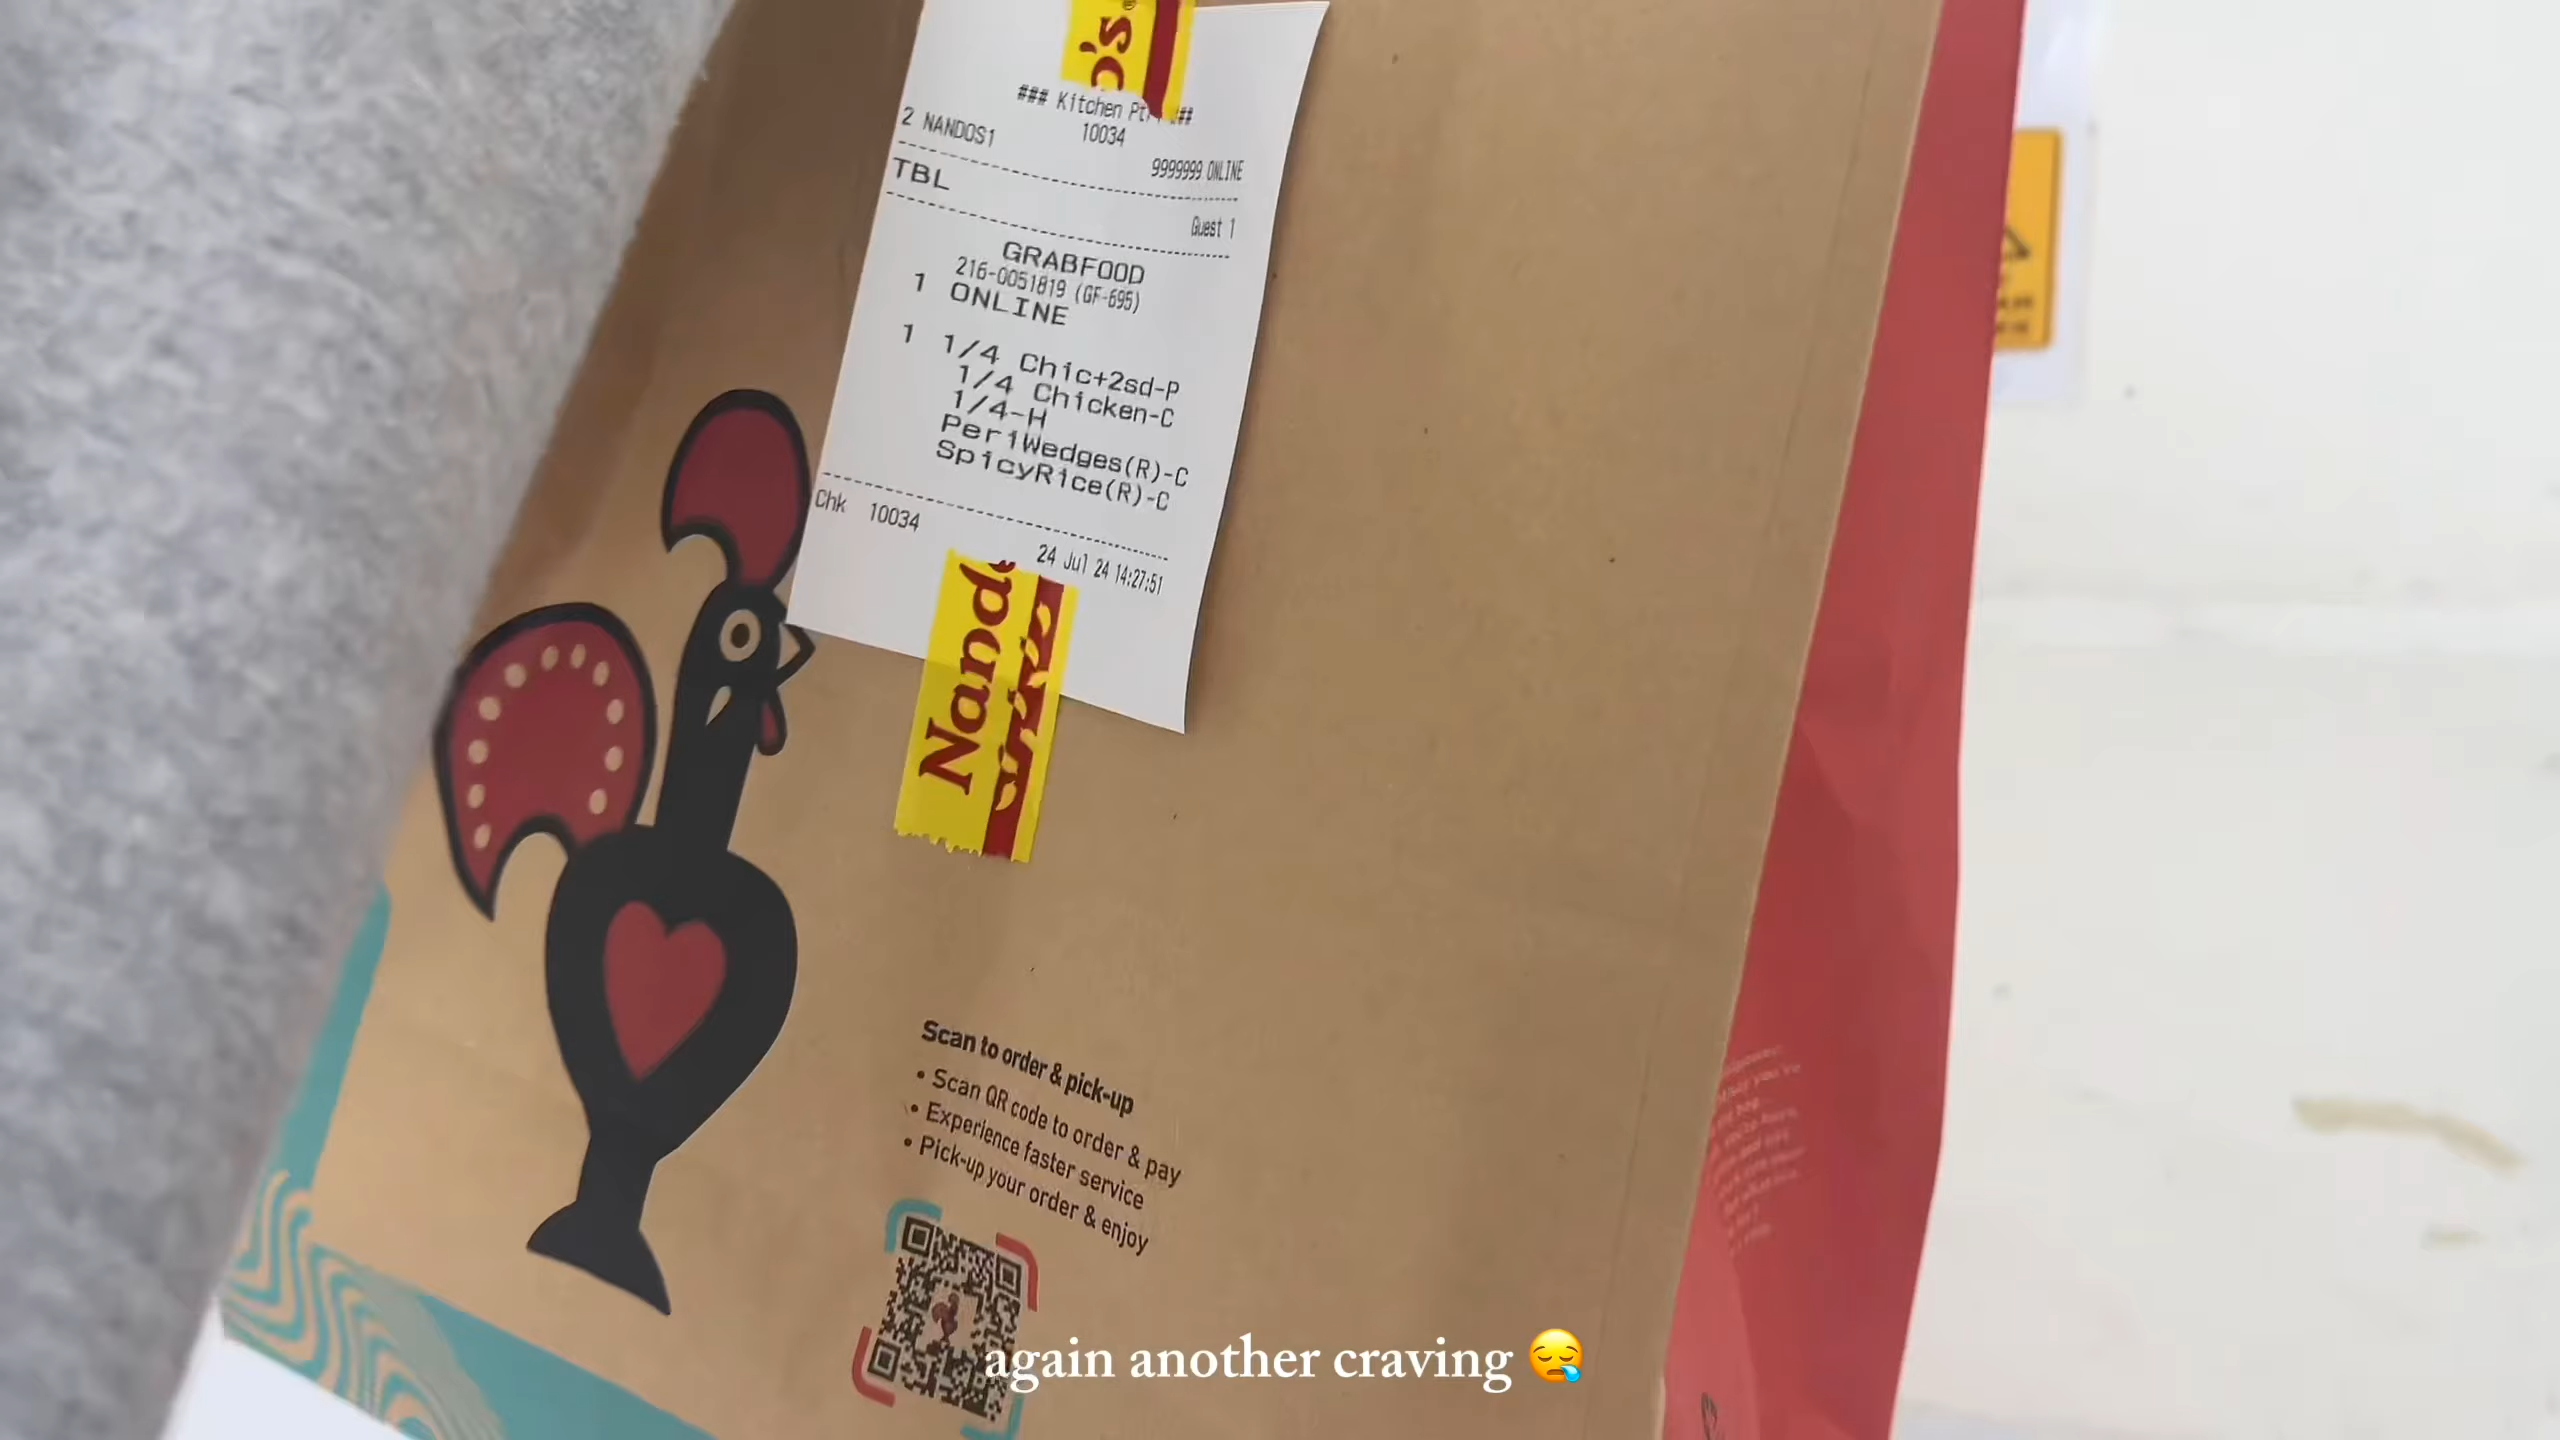 o's
### Kitchen Pt ##
2 NANDOS1
10034
9999999 ONLINE
TBL
Guest 1
GRABFOOD
216-0051819 (GF-695)
1 ONLINE
1 1/4 Chic+2sd-P
1/4 Chicken-C
1/4-H
PeriWedges(R)-C
SpicyRice(R)-C
Chk 10034
24 Jul 24 14:27:51
Nando
Scan to order & pick-up
• Scan QR code to order & pay
• Experience faster service
• Pick-up your order & enjoy
again another craving 😪